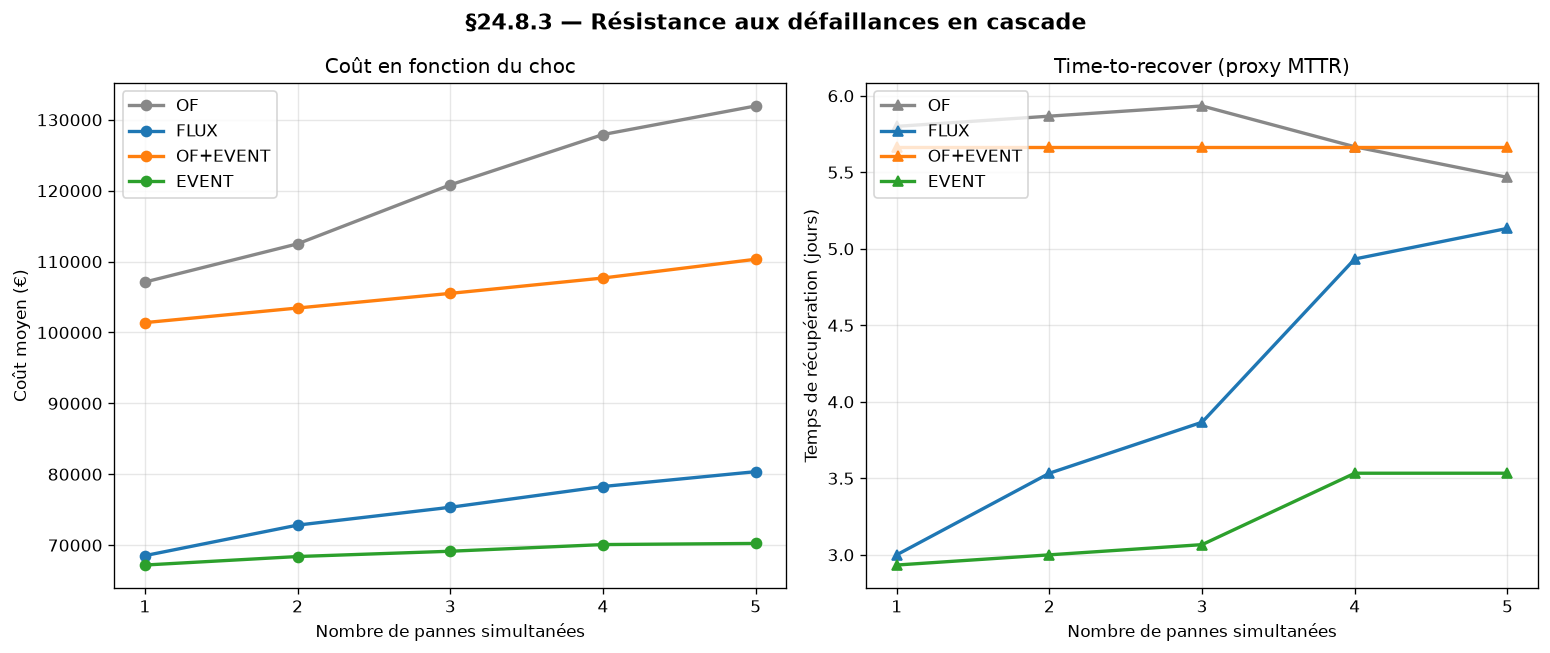 §24.8.3 — Résistance aux défaillances en cascade
Coût en fonction du choc
Coût moyen (€)
130000
120000
110000
100000
90000
80000
70000
OF
FLUX
OF+EVENT
EVENT
1 2 3 4 5
Nombre de pannes simultanées
Time-to-recover (proxy MTTR)
Temps de récupération (jours)
6.0
5.5
5.0
4.5
4.0
3.5
3.0
OF
FLUX
OF+EVENT
EVENT
1 2 3 4 5
Nombre de pannes simultanées